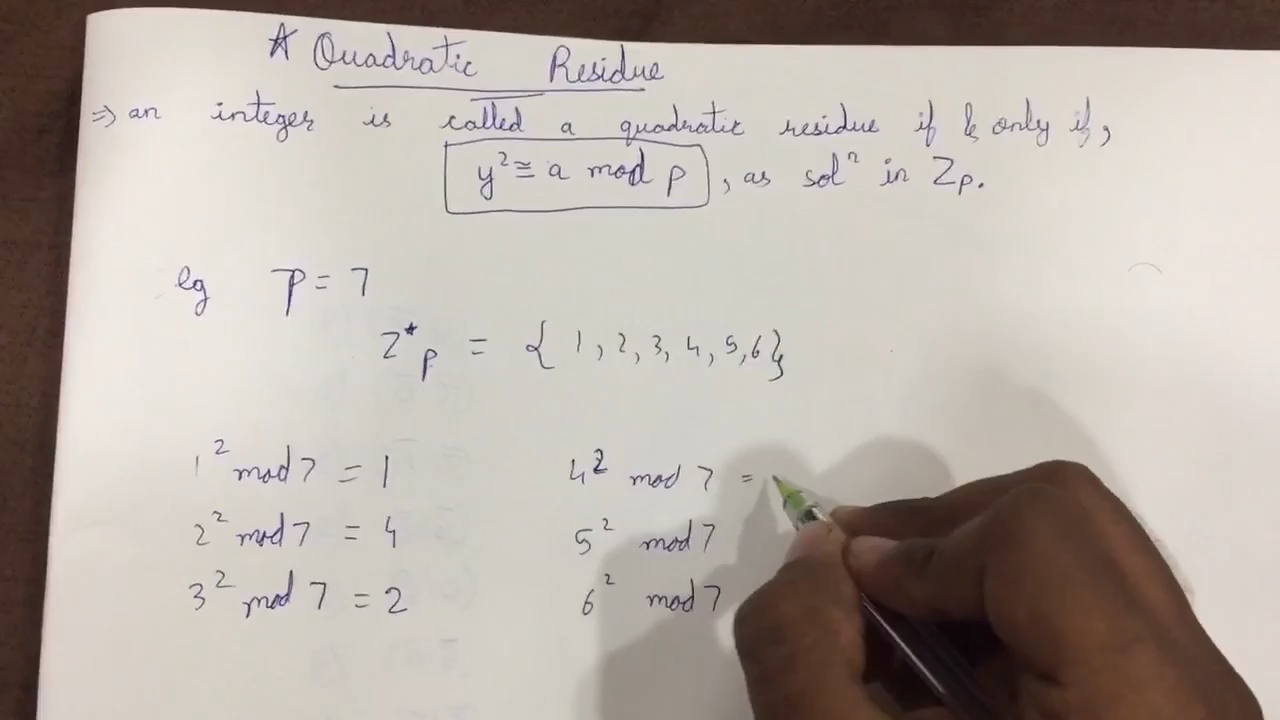 * Quadratic Residue
⇒ an integer is called a quadratic residue if & only if,
y² ≅ a mod p , as solⁿ in Zp.
eg p = 7
Z*p = { 1, 2, 3, 4, 5, 6 }
1² mod 7 = 1
2² mod 7 = 4
3² mod 7 = 2
4² mod 7 =
5² mod 7
6² mod 7